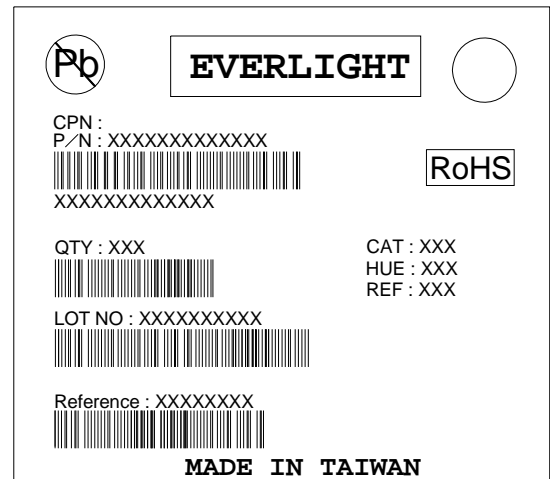 Pb
EVERLIGHT
CPN :
P/N : XXXXXXXXXXXXX
XXXXXXXXXXXXX
RoHS
QTY : XXX
CAT : XXX
HUE : XXX
REF : XXX
LOT NO : XXXXXXXXXX
Reference : XXXXXXXX
MADE IN TAIWAN